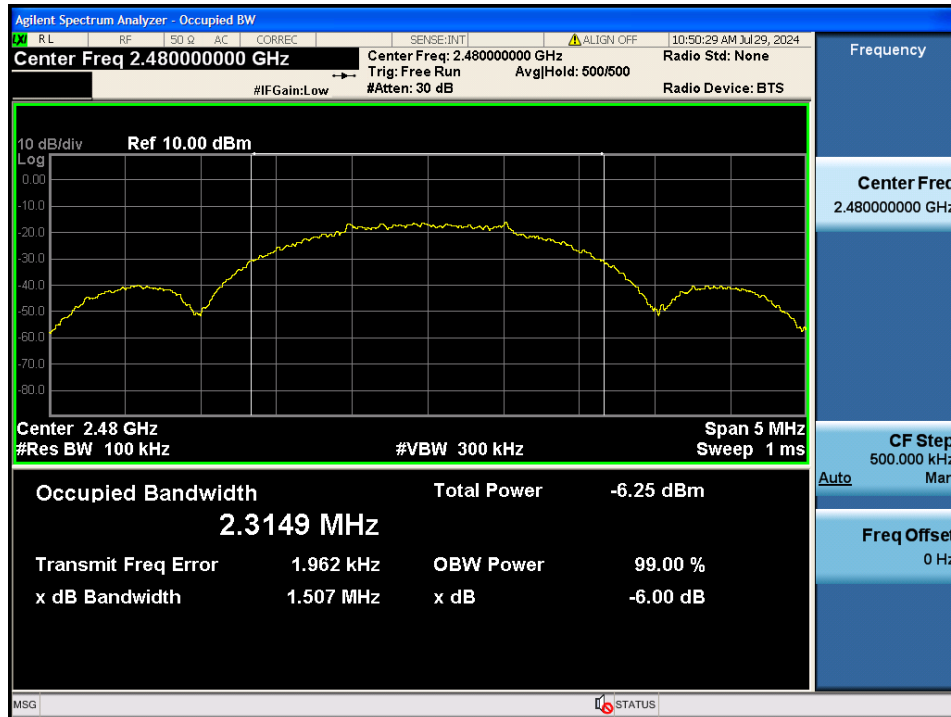 Agilent Spectrum Analyzer - Occupied BW
LXI RL RF 50 Ω AC CORREC SENSE:INT ALIGN OFF 10:50:29 AM Jul 29, 2024
Center Freq 2.480000000 GHz
Center Freq: 2.480000000 GHz
Radio Std: None
Trig: Free Run Avg|Hold: 500/500
#IFGain:Low
#Atten: 30 dB
Radio Device: BTS
10 dB/div Ref 10.00 dBm
Log
0.00
-10.0
-20.0
-30.0
-40.0
-50.0
-60.0
-70.0
-80.0
Center 2.48 GHz Span 5 MHz
#Res BW 100 kHz #VBW 300 kHz Sweep 1 ms
Occupied Bandwidth Total Power -6.25 dBm
2.3149 MHz
Transmit Freq Error 1.962 kHz OBW Power 99.00 %
x dB Bandwidth 1.507 MHz x dB -6.00 dB
MSG STATUS
Frequency
Center Freq
2.480000000 GHz
CF Step
500.000 kHz
Auto Man
Freq Offset
0 Hz